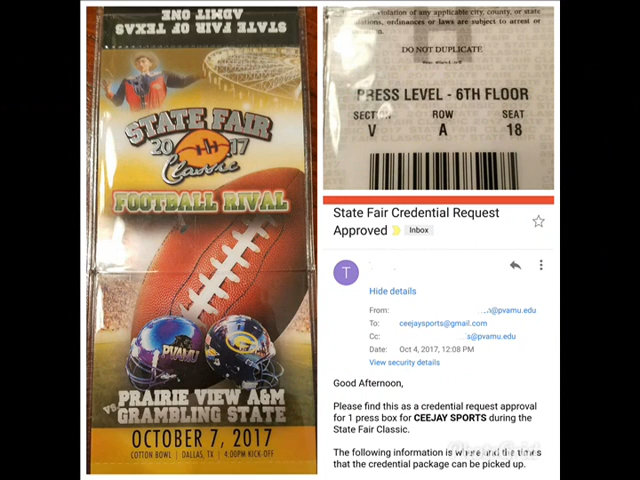 STATE FAIR OF TEXAS
ADMIT ONE
STATE FAIR
2017
Classic
FOOTBALL RIVAL
PVAMU
G
PRAIRIE VIEW A&M
VS
GRAMBLING STATE
OCTOBER 7, 2017
COTTON BOWL | DALLAS, TX | 4:00PM KICK-OFF
violation of any applicable city, county, or state
ordinances or laws are subject to arrest or
DO NOT DUPLICATE
PRESS LEVEL - 6TH FLOOR
SECTION ROW SEAT
V A 18
State Fair Credential Request
Approved Inbox
T
Hide details
From: @pvamu.edu
To: ceejaysports@gmail.com
Cc: s@pvamu.edu
Date: Oct 4, 2017, 12:08 PM
View security details
Good Afternoon,
Please find this as a credential request approval
for 1 press box for CEEJAY SPORTS during the
State Fair Classic.
The following information is where and the times
that the credential package can be picked up.